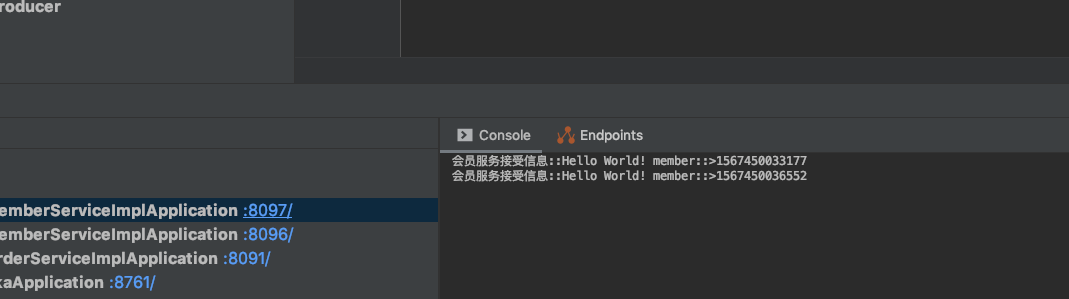 roducer
Console
Endpoints
会员服务接受信息::Hello World! member::>1567450033177
会员服务接受信息::Hello World! member::>1567450036552
emberServiceImplApplication :8097/
emberServiceImplApplication :8096/
rderServiceImplApplication :8091/
kaApplication :8761/